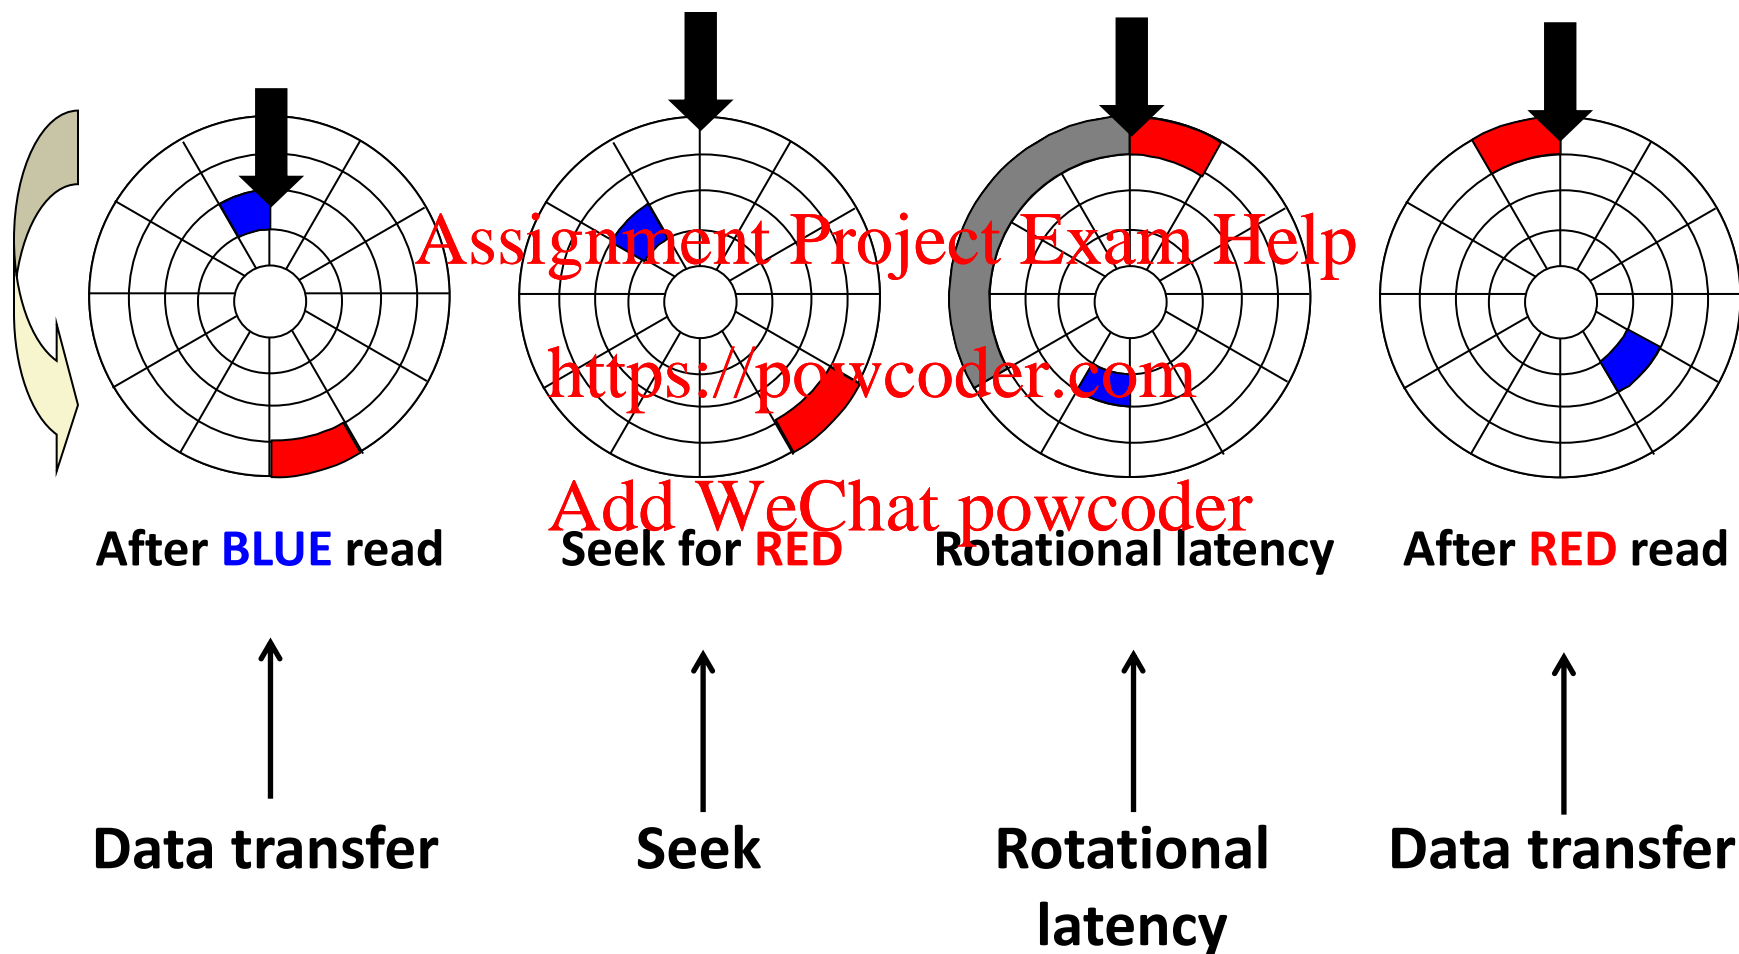 Assignment Project Exam Help
https://powcoder.com
Add WeChat powcoder
After BLUE read
Seek for RED
Rotational latency
After RED read
Data transfer
Seek
Rotational
latency
Data transfer